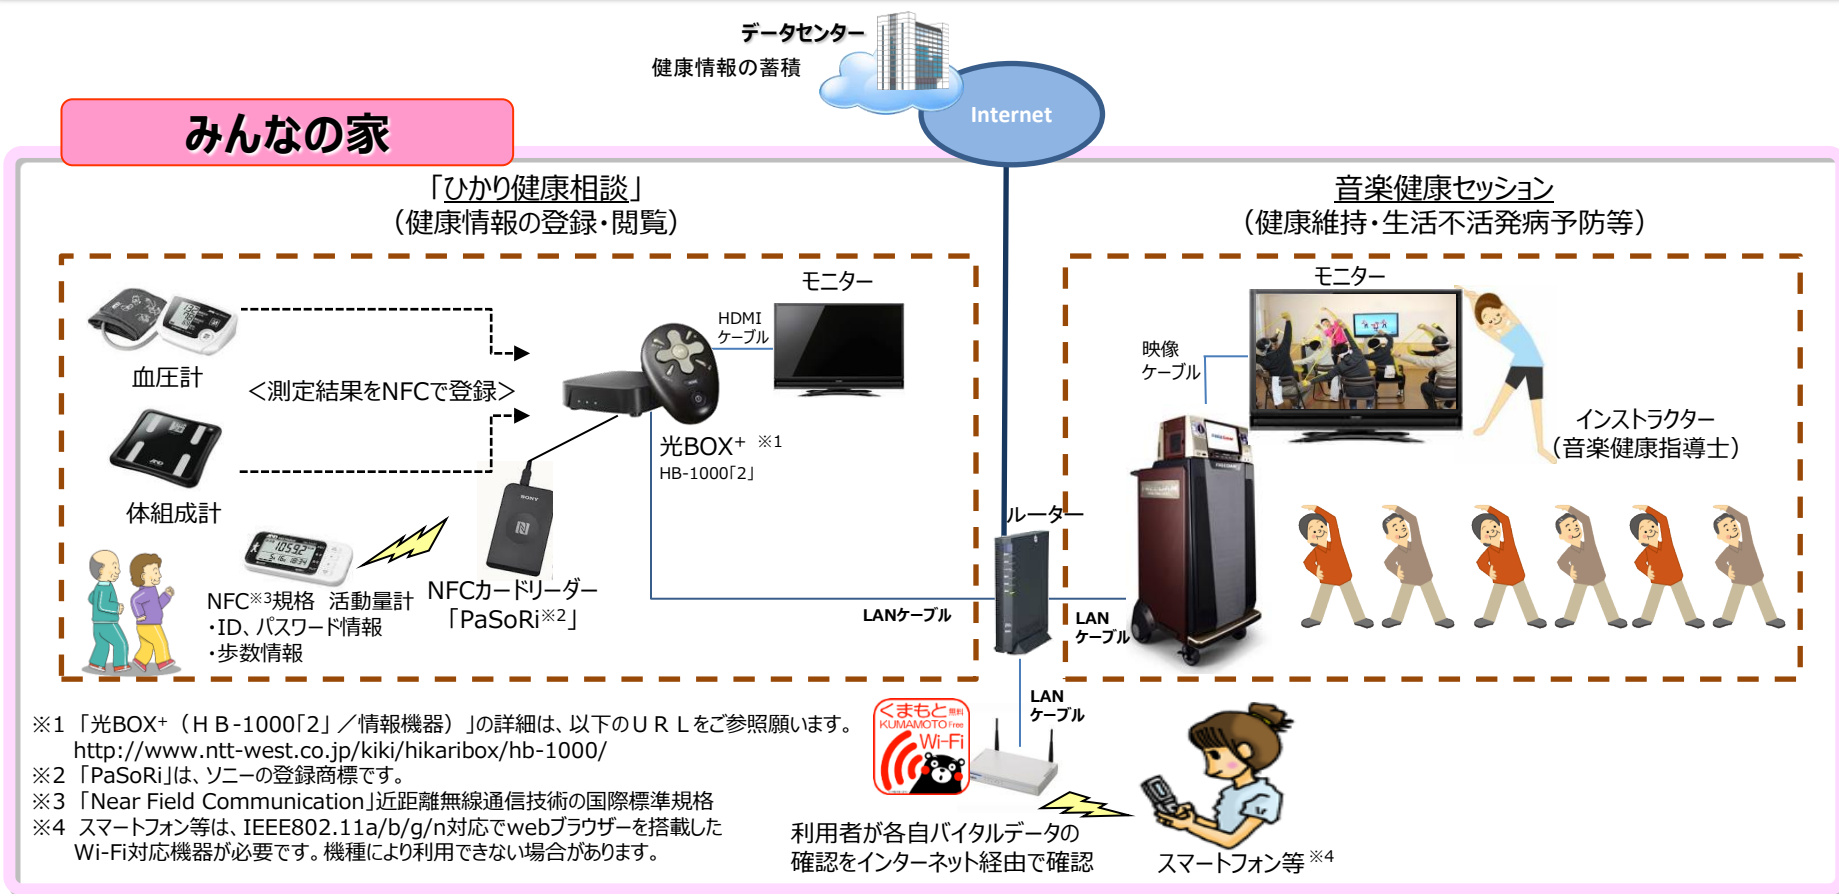 データセンター
健康情報の蓄積
Internet
みんなの家
「ひかり健康相談」
（健康情報の登録・閲覧）
血圧計
＜測定結果をNFCで登録＞
体組成計
モニター
HDMI
ケーブル
光BOX⁺ ※1
HB-1000「2」
SONY
N
NFC※3規格 活動量計
・ID、パスワード情報
・歩数情報
NFCカードリーダー
「PaSoRi※2」
LANケーブル
ルーター
音楽健康セッション
（健康維持・生活不活発病予防等）
モニター
映像
ケーブル
インストラクター
（音楽健康指導士）
LAN
ケーブル
LAN
ケーブル
くまもと無料
KUMAMOTO Free
Wi-Fi
利用者が各自バイタルデータの
確認をインターネット経由で確認
スマートフォン等※4
※1 「光BOX⁺（ＨＢ-1000「2」／情報機器）」の詳細は、以下のＵＲＬをご参照願います。
http://www.ntt-west.co.jp/kiki/hikaribox/hb-1000/
※2 「PaSoRi」は、ソニーの登録商標です。
※3 「Near Field Communication」近距離無線通信技術の国際標準規格
※4 スマートフォン等は、IEEE802.11a/b/g/n対応でwebブラウザーを搭載した
Wi-Fi対応機器が必要です。機種により利用できない場合があります。